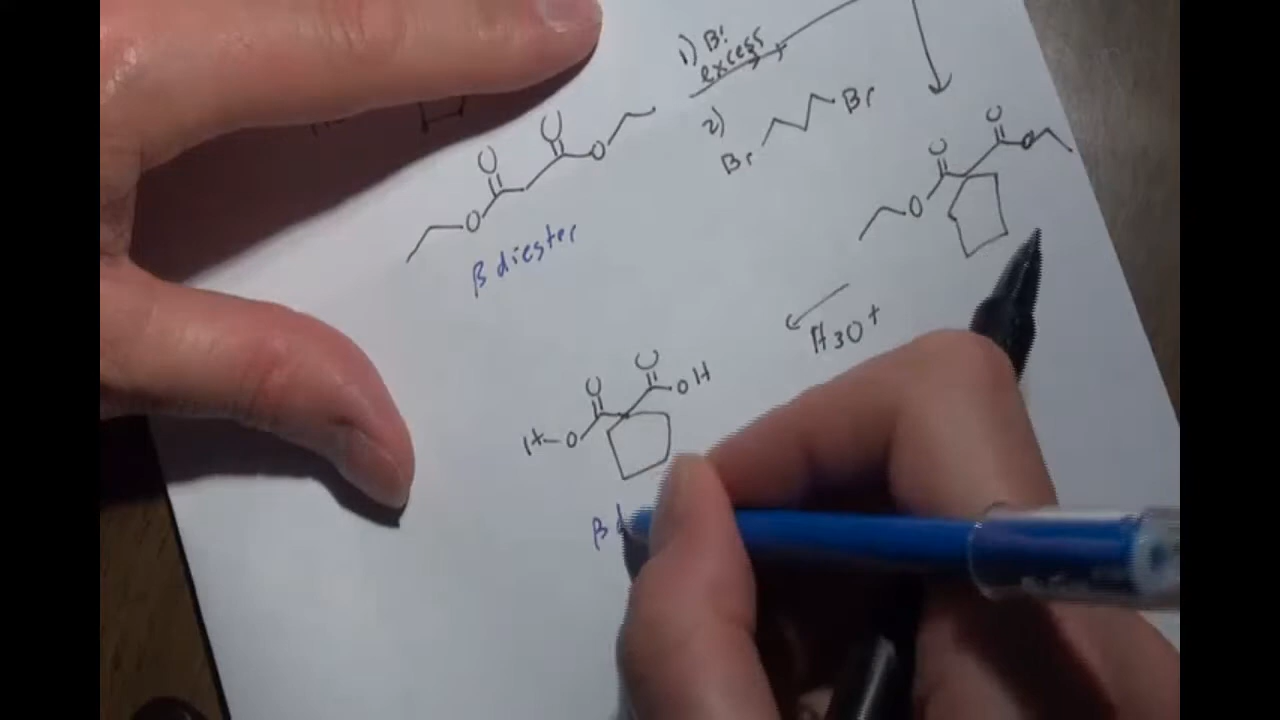 1) B:
excess
2)
Br
Br
O
O
O
O
β diester
O
O
O
O
H3O+
O
O
OH
H-O
β d